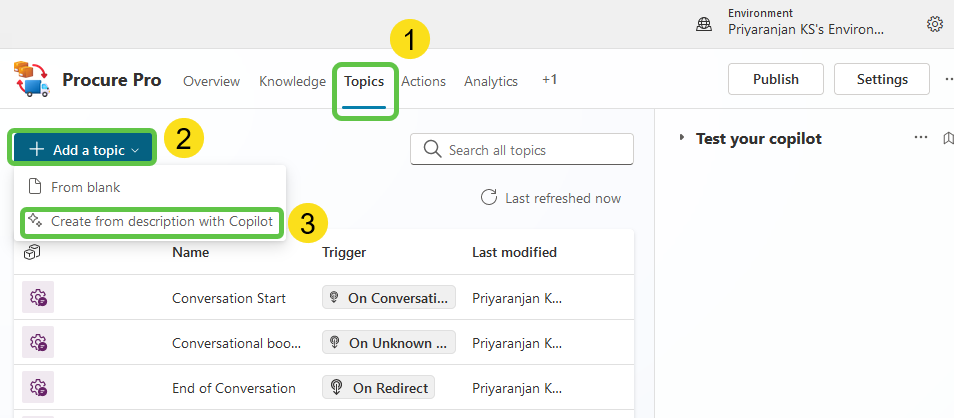 Environment
Priyaranjan KS's Environ...
1
Procure Pro Overview Knowledge Topics Actions Analytics +1 Publish Settings ...
+ Add a topic 2 Search all topics Test your copilot ...
From blank
Last refreshed now
Create from description with Copilot 3
Name Trigger Last modified
Conversation Start On Conversati... Priyaranjan K...
Conversational boo... On Unknown ... Priyaranjan K...
End of Conversation On Redirect Priyaranjan K...